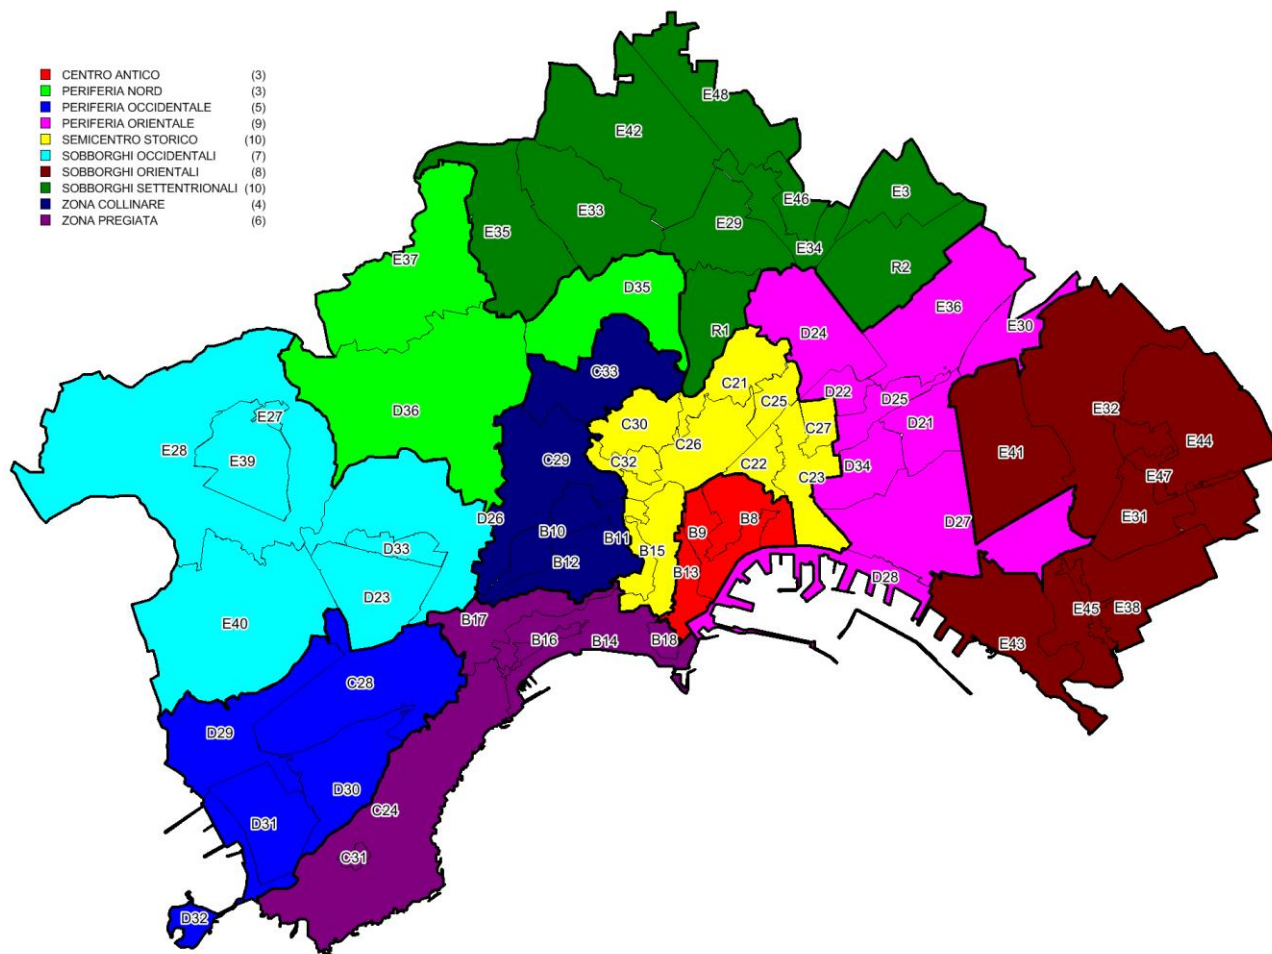 CENTRO ANTICO (3)
PERIFERIA NORD (3)
PERIFERIA OCCIDENTALE (5)
PERIFERIA ORIENTALE (9)
SEMICENTRO STORICO (10)
SOBBORGHI OCCIDENTALI (7)
SOBBORGHI ORIENTALI (8)
SOBBORGHI SETTENTRIONALI (10)
ZONA COLLINARE (4)
ZONA PREGIATA (6)
E48
E42
E3
E46
E33
E29
E35
E34
E37
R2
D35
E36
E30
R1
D24
C33
C21
D22
D25
C25
E32
D36
E27
C30
C27
D21
E28
C26
E44
E39
C29
C32
C22
D34
E41
C23
E47
D26
B8
E31
D27
B10
B9
B11
D33
B15
B12
B13
D28
D23
E45
E38
E40
B17
B16
B14
B18
E43
C28
D29
D30
C24
D31
C31
D32